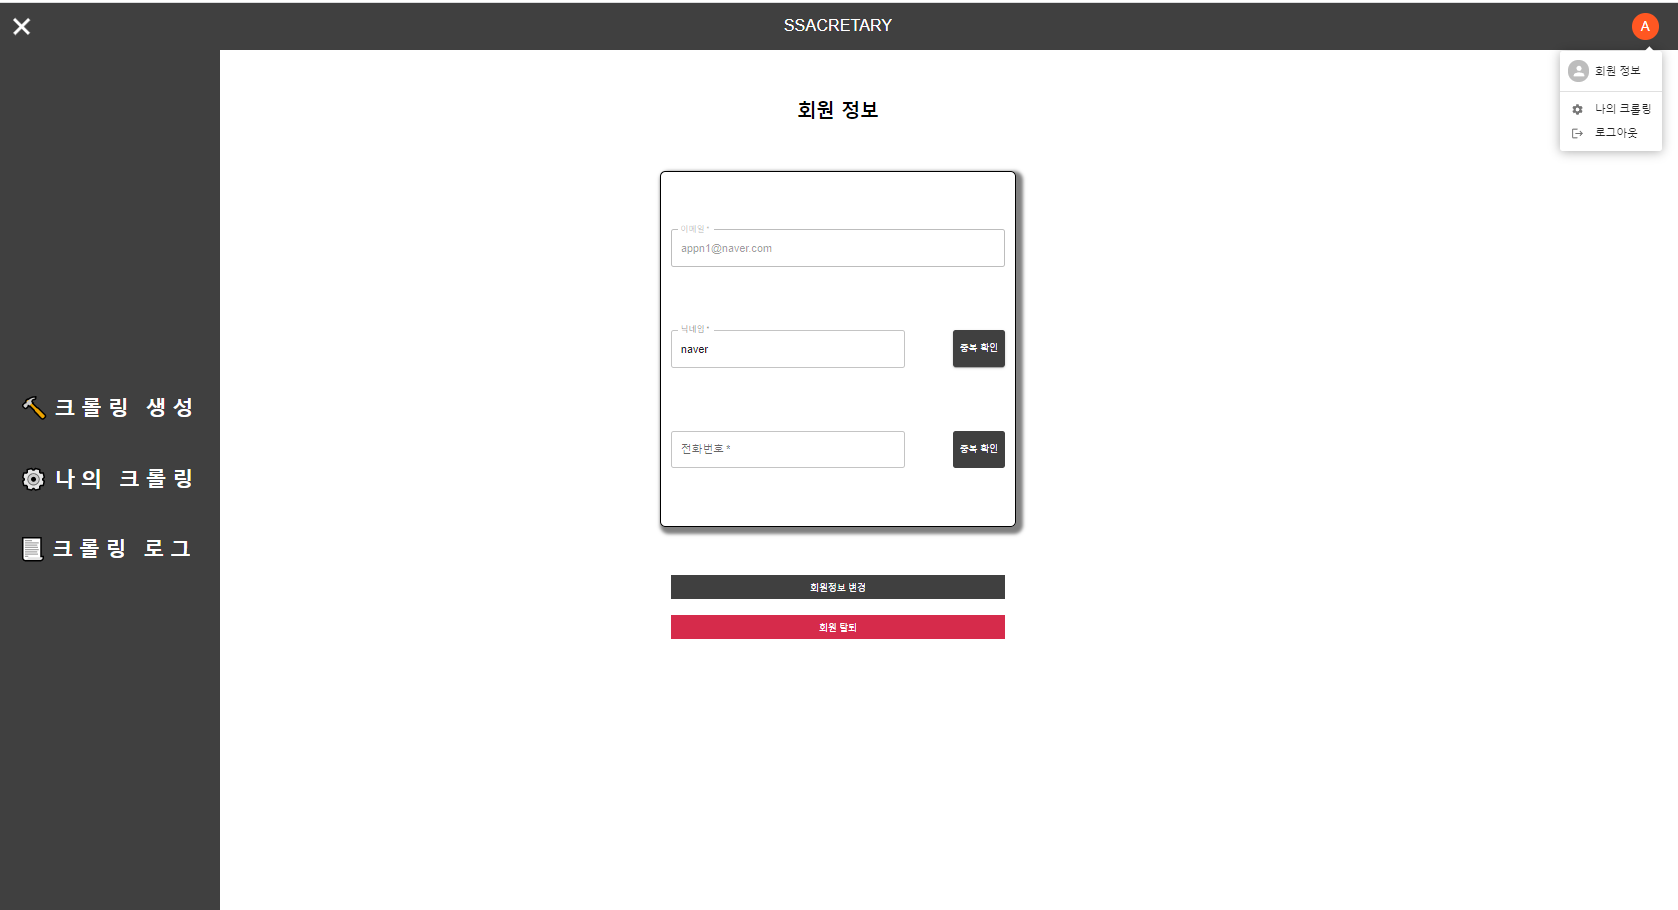 SSACRETARY
A
회원 정보
나의 크롤링
로그아웃
회원 정보
이메일 *
appn1@naver.com
닉네임 *
naver
중복 확인
전화번호 *
중복 확인
크롤링 생성
나의 크롤링
크롤링 로그
회원정보 변경
회원 탈퇴